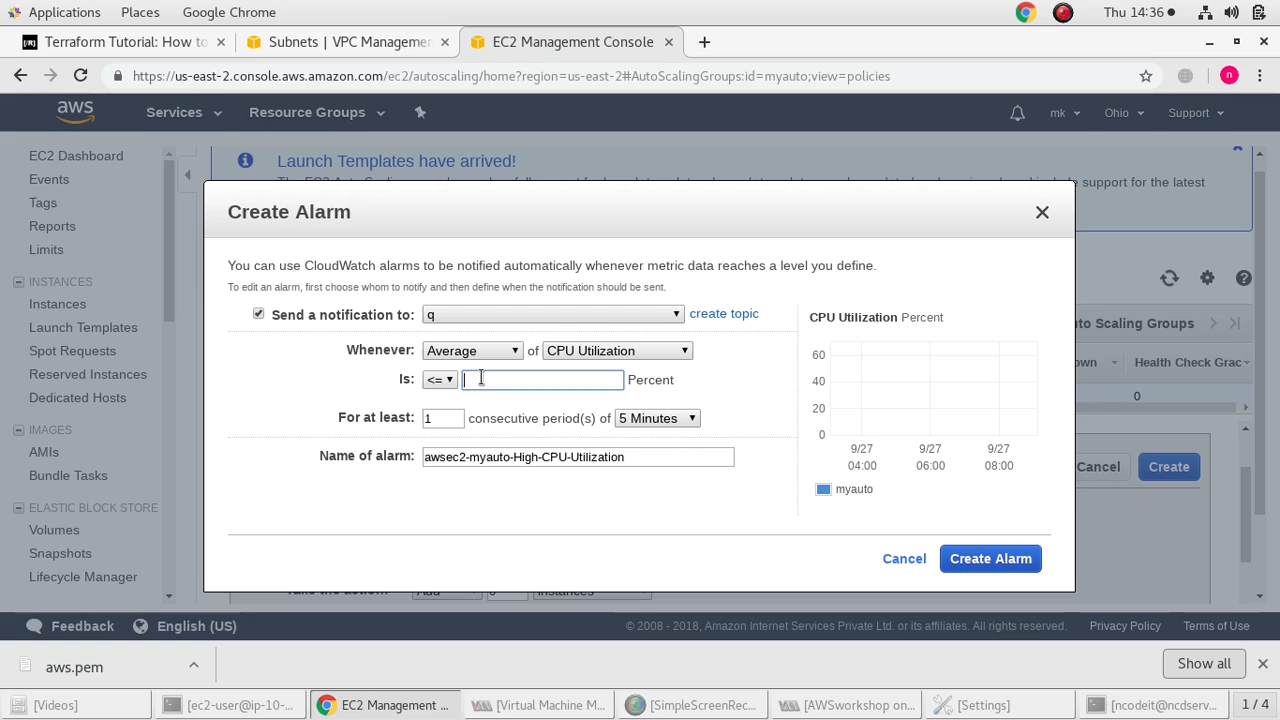 Applications Places Google Chrome Thu 14:36
Terraform Tutorial: How to Subnets | VPC Managemen EC2 Management Console
https://us-east-2.console.aws.amazon.com/ec2/autoscaling/home?region=us-east-2#AutoScalingGroups:id=myauto;view=policies n
aws Services Resource Groups mk Ohio Support
EC2 Dashboard
Events
Tags
Reports
Limits
INSTANCES
Instances
Launch Templates
Spot Requests
Reserved Instances
Dedicated Hosts
IMAGES
AMIs
Bundle Tasks
ELASTIC BLOCK STORE
Volumes
Snapshots
Lifecycle Manager
Launch Templates have arrived!
support for the latest
to Scaling Groups
own Average Check Grac
0
Cancel Create
Create Alarm
You can use CloudWatch alarms to be notified automatically whenever metric data reaches a level you define.
To edit an alarm, first choose whom to notify and then define when the notification should be sent.
Send a notification to: q create topic
Whenever: Average of CPU Utilization
Is: <= Percent
For at least: 1 consecutive period(s) of 5 Minutes
Name of alarm: awsec2-myauto-High-CPU-Utilization
CPU Utilization Percent
60
40
20
0
9/27 9/27 9/27
04:00 06:00 08:00
myauto
Cancel Create Alarm
Feedback English (US) © 2008 - 2018, Amazon Internet Services Private Ltd. or its affiliates. All rights reserved. Privacy Policy Terms of Use
aws.pem Show all
[Videos] [ec2-user@ip-10-... EC2 Management ... [Virtual Machine M... [SimpleScreenRec... [AWSworkshop on... [Settings] [ncodeit@ncdserv... 1 / 4